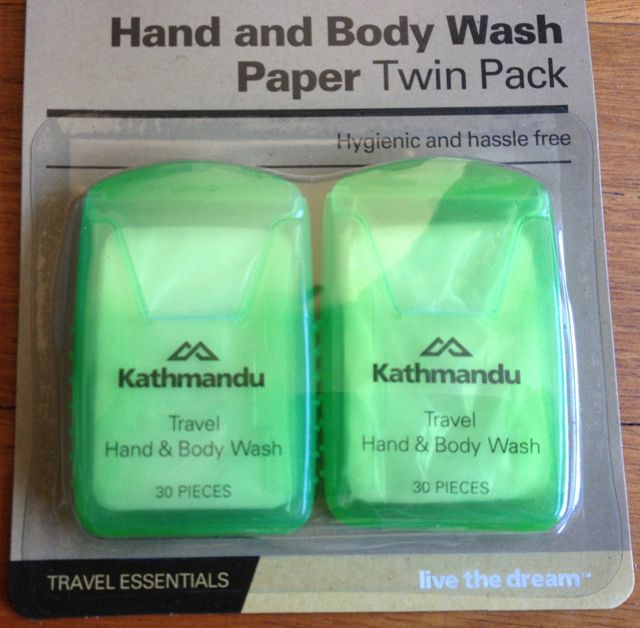 Hand and Body Wash
Paper Twin Pack
Hygienic and hassle free
Kathmandu
Travel
Hand & Body Wash
30 PIECES
Kathmandu
Travel
Hand & Body Wash
30 PIECES
TRAVEL ESSENTIALS
live the dream™